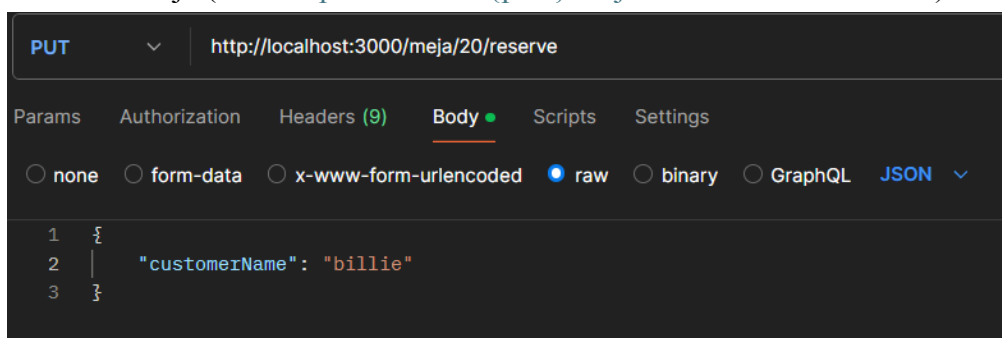 PUT http://localhost:3000/meja/20/reserve
Params Authorization Headers (9) Body Scripts Settings
none form-data x-www-form-urlencoded raw binary GraphQL JSON
1 {
2 "customerName": "billie"
3 }